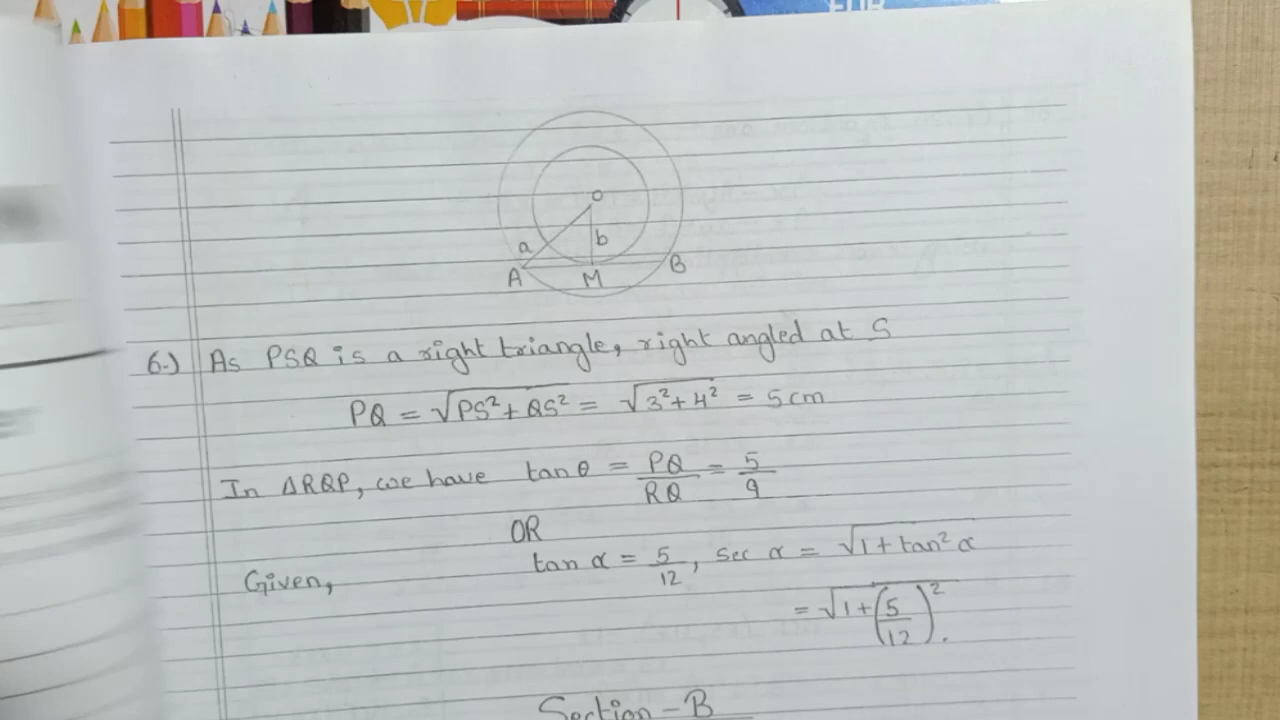 FUR
O
a
b
A
M
B
6.) As PSQ is a right triangle, right angled at S
PQ = √PS²+QS² = √3²+4² = 5 cm
In ΔRQP, we have tan θ = PQ/RQ = 5/9
OR
Given, tan α = 5/12, sec α = √1+tan² α
= √1+(5/12)².
Section - B